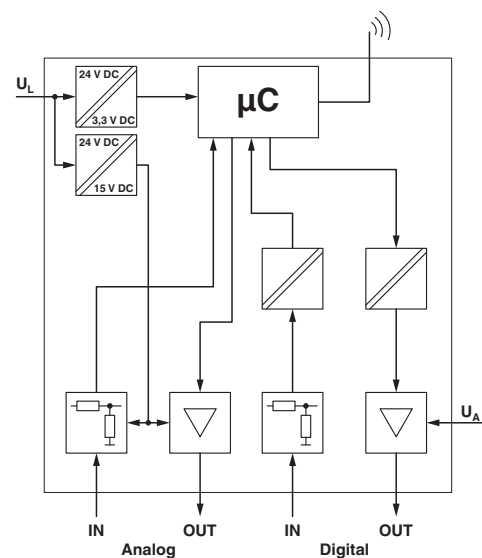 U_L
24 V DC
3,3 V DC
µC
24 V DC
15 V DC
U_A
IN OUT IN OUT
Analog Digital